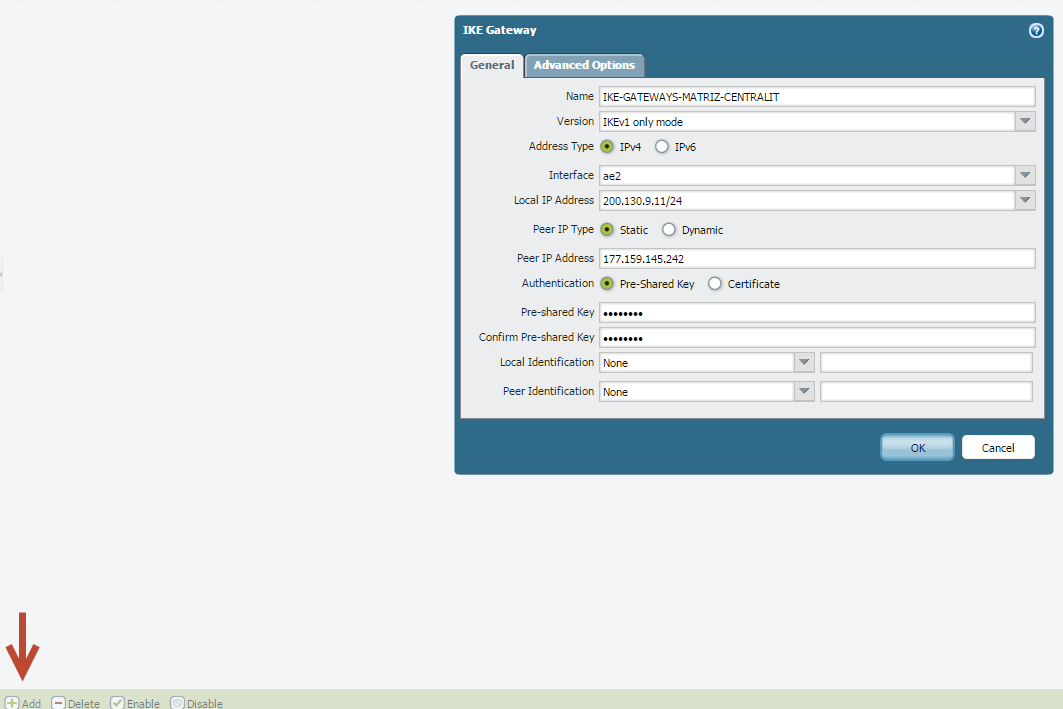 IKE Gateway
General Advanced Options
Name IKE-GATEWAYS-MATRIZ-CENTRALIT
Version IKEv1 only mode
Address Type IPv4 IPv6
Interface ae2
Local IP Address 200.130.9.11/24
Peer IP Type Static Dynamic
Peer IP Address 177.159.145.242
Authentication Pre-Shared Key Certificate
Pre-shared Key ••••••••
Confirm Pre-shared Key ••••••••
Local Identification None
Peer Identification None
OK Cancel
Add Delete Enable Disable